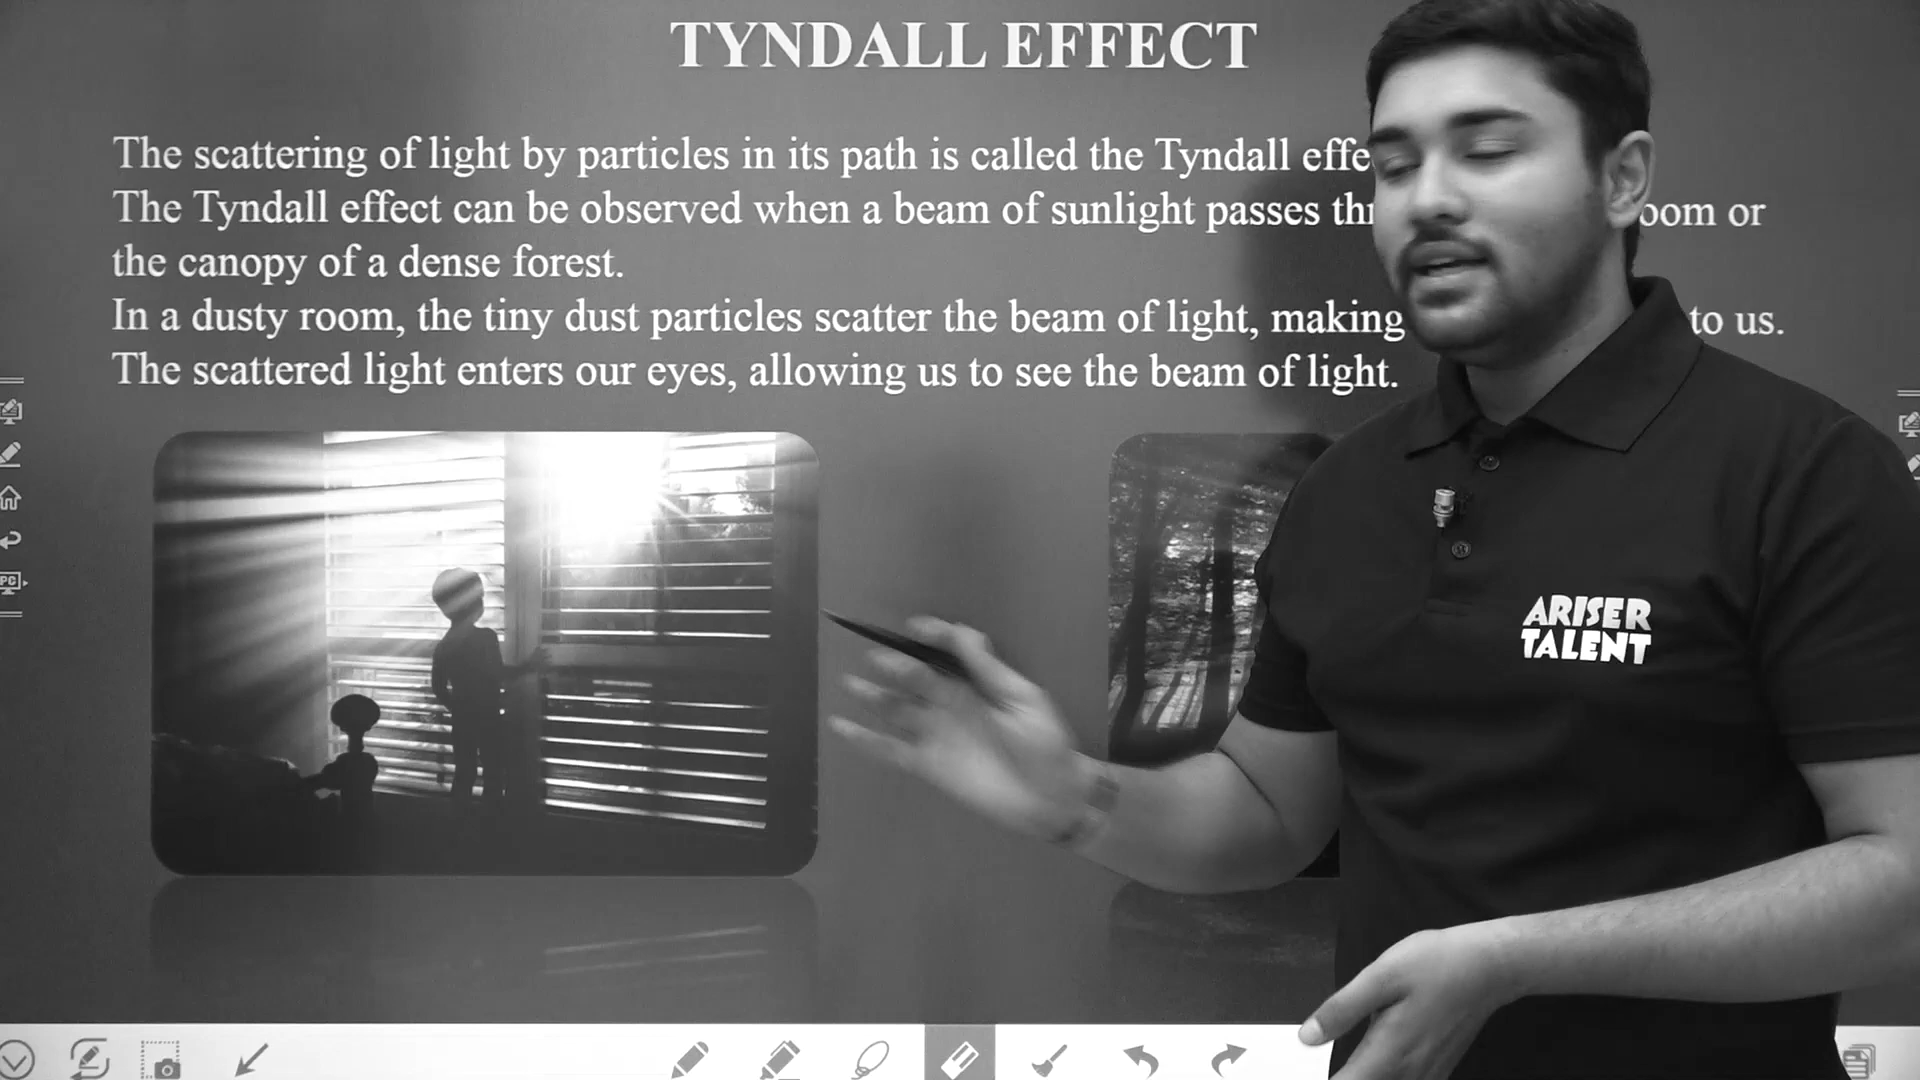 TYNDALL EFFECT
The scattering of light by particles in its path is called the Tyndall
The Tyndall effect can be observed when a beam of sunlight passes or
the canopy of a dense forest.
In a dusty room, the tiny dust particles scatter the beam of light, making to us.
The scattered light enters our eyes, allowing us to see the beam of light.
PC
ARISER
TALENT